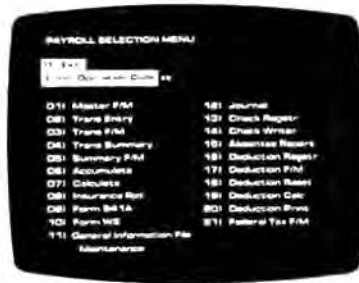 PAYROLL SELECTION MENU
Enter Operation Code
01) Master F/M
02) Trans Entry
03) Trans F/M
04) Trans Summary
05) Summary F/M
06) Accumulate
07) Calculate
08) Insurance Rpt
09) Form 941A
10) Form W2
11) General Information File
Maintenance
12) Journal
13) Check Registr
14) Check Writer
15) Absentee Report
16) Deduction Registr
17) Deduction F/M
18) Deduction Reset
19) Deduction Calc
20) Deduction Print
21) Federal Tax F/M